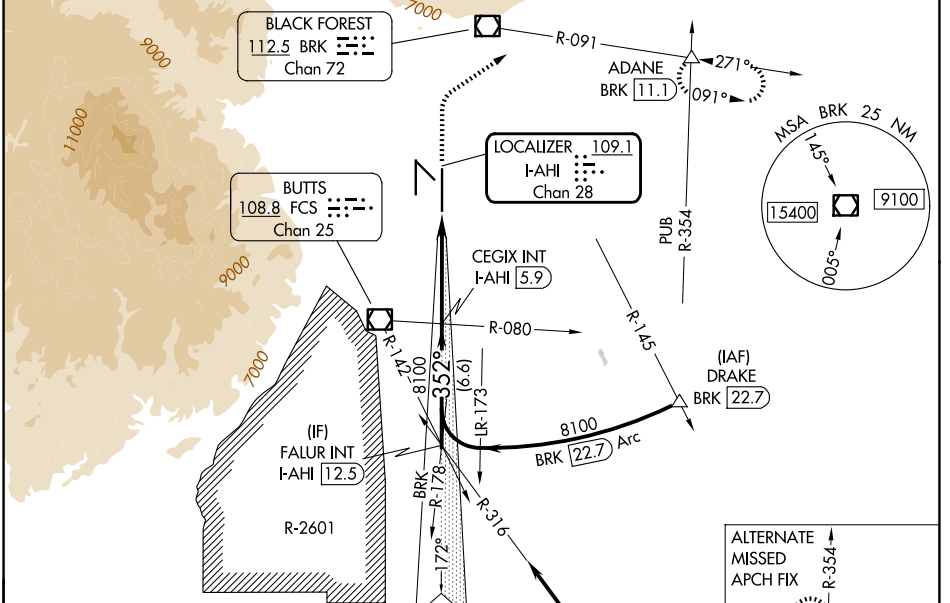 7000
BLACK FOREST
112.5 BRK
Chan 72
9000
R-091
ADANE
BRK 11.1
271°
091°
MSA BRK 25 NM
145°
15400
9100
005°
11000
LOCALIZER 109.1
I-AHI
Chan 28
BUTTS
108.8 FCS
Chan 25
PUB
R-354
9000
CEGIX INT
I-AHI 5.9
R-080
R-145
R-142
8100
352°
(6.6)
LR-173
7000
(IAF)
DRAKE
BRK 22.7
8100
BRK 22.7 Arc
(IF)
FALUR INT
I-AHI 12.5
BRK
R-178
R-316
R-2601
172°
ALTERNATE
MISSED
APCH FIX
R-354